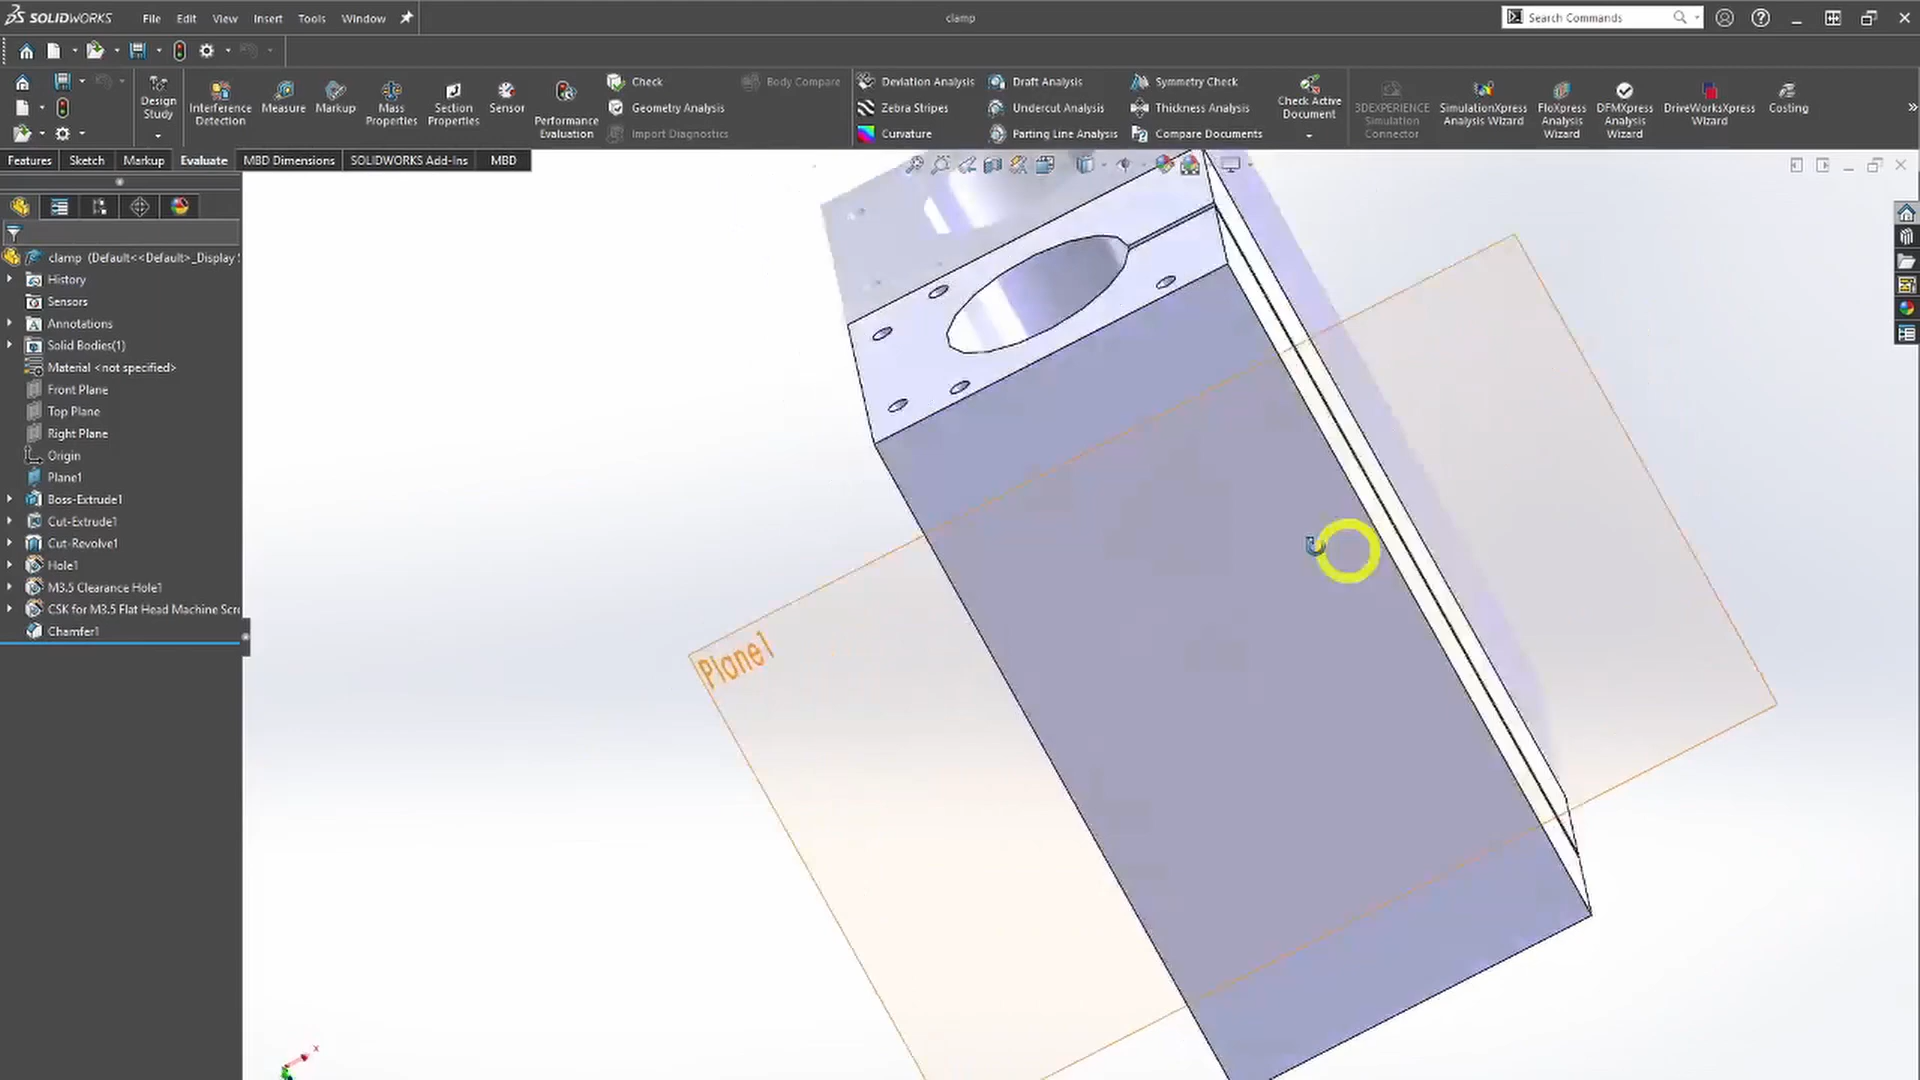 SOLIDWORKS File Edit View Insert Tools Window clamp Search Commands
Design Study
Interference Detection
Measure
Markup
Mass Properties
Section Properties
Sensor
Performance Evaluation
Check
Geometry Analysis
Import Diagnostics
Body Compare
Deviation Analysis
Zebra Stripes
Curvature
Draft Analysis
Undercut Analysis
Parting Line Analysis
Symmetry Check
Thickness Analysis
Compare Documents
Check Active Document
3DEXPERIENCE Simulation Connector
SimulationXpress Analysis Wizard
FloXpress Analysis Wizard
DFMXpress Analysis Wizard
DriveWorksXpress Wizard
Costing
Features Sketch Markup Evaluate MBD Dimensions SOLIDWORKS Add-Ins MBD
clamp (Default<<Default>_Display
History
Sensors
Annotations
Solid Bodies(1)
Material <not specified>
Front Plane
Top Plane
Right Plane
Origin
Plane1
Boss-Extrude1
Cut-Extrude1
Cut-Revolve1
Hole1
M3.5 Clearance Hole1
CSK for M3.5 Flat Head Machine Scre
Chamfer1
Plane1
x